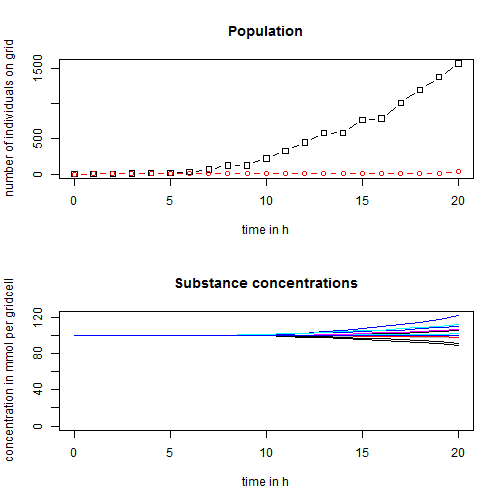 Population
number of individuals on grid
1500
500
0
0
5
10
15
20
time in h
Substance concentrations
concentration in mmol per gridcell
120
80
40
0
0
5
10
15
20
time in h